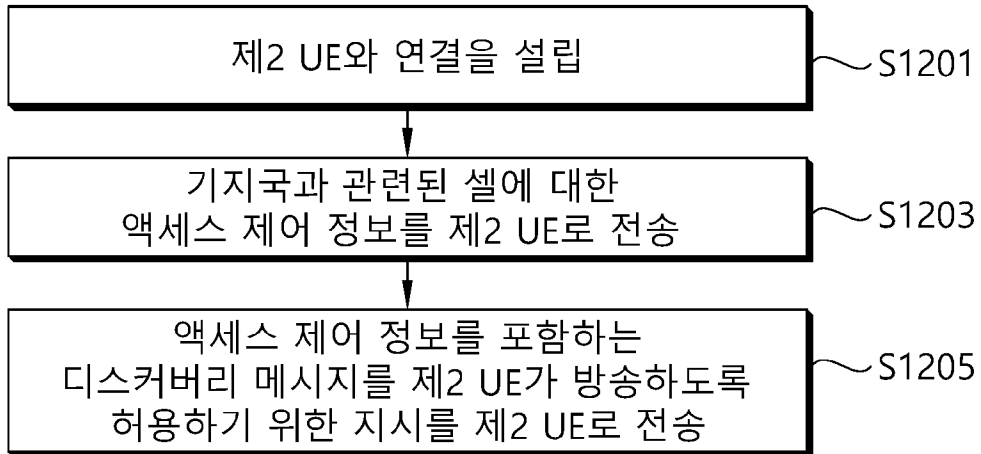 제2 UE와 연결을 설립
S1201
기지국과 관련된 셀에 대한
액세스 제어 정보를 제2 UE로 전송
S1203
액세스 제어 정보를 포함하는
디스커버리 메시지를 제2 UE가 방송하도록
허용하기 위한 지시를 제2 UE로 전송
S1205